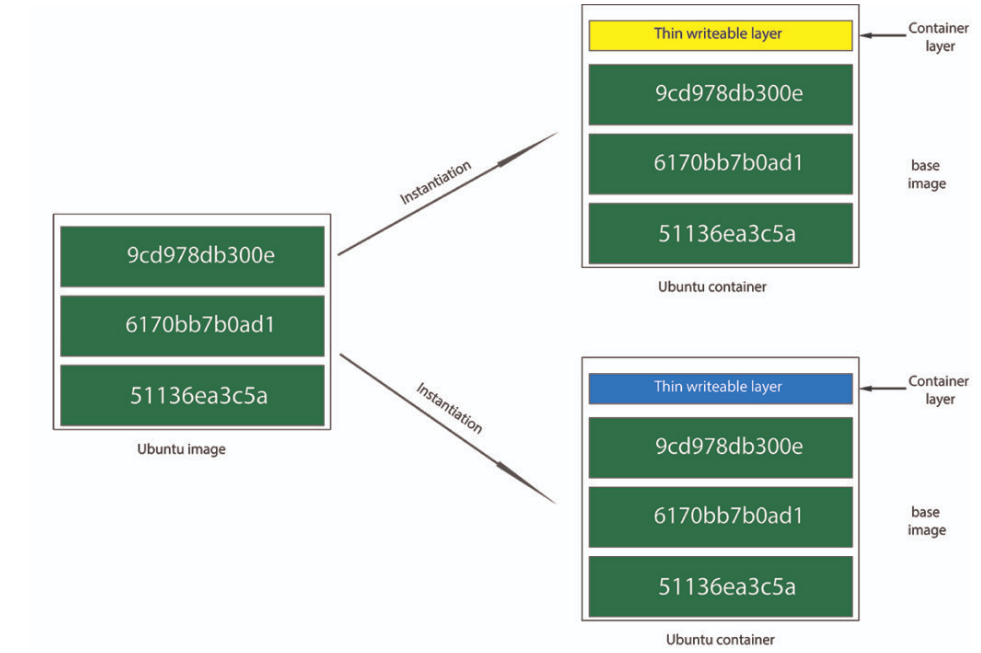 9cd978db300e
6170bb7b0ad1
51136ea3c5a
Ubuntu image
Instantiation
Instantiation
Thin writeable layer
9cd978db300e
6170bb7b0ad1
51136ea3c5a
Ubuntu container
Container
layer
base
image
Thin writeable layer
9cd978db300e
6170bb7b0ad1
51136ea3c5a
Ubuntu container
Container
layer
base
image